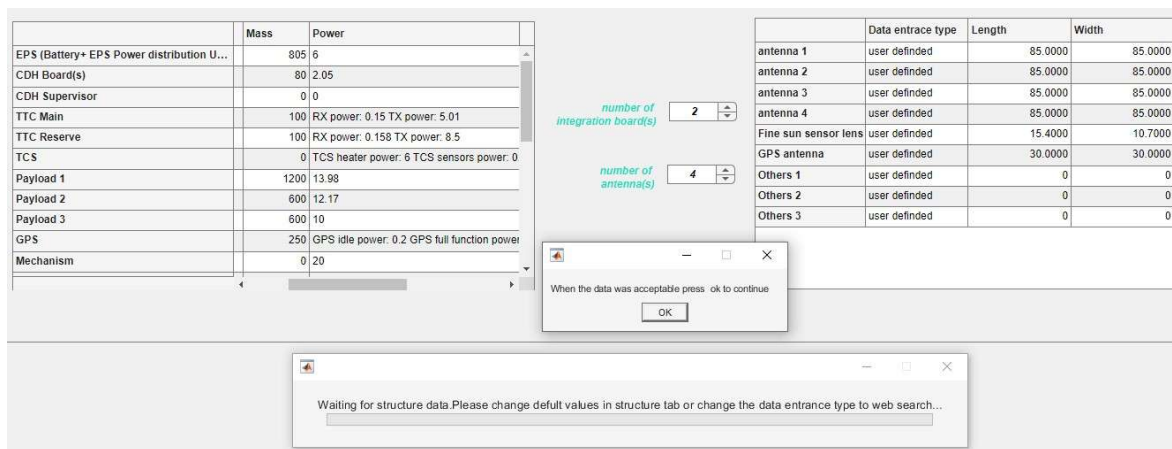 Mass Power
EPS (Battery+ EPS Power distribution U... 805 6
CDH Board(s) 80 2.05
CDH Supervisor 0 0
TTC Main 100 RX power: 0.15 TX power: 5.01
TTC Reserve 100 RX power: 0.158 TX power: 8.5
TCS 0 TCS heater power: 6 TCS sensors power: 0
Payload 1 1200 13.98
Payload 2 600 12.17
Payload 3 600 10
GPS 250 GPS idle power: 0.2 GPS full function power
Mechanism 0 20
number of
integration board(s) 2
number of
antenna(s) 4
Data entrace type Length Width
antenna 1 user definded 85.0000 85.0000
antenna 2 user definded 85.0000 85.0000
antenna 3 user definded 85.0000 85.0000
antenna 4 user definded 85.0000 85.0000
Fine sun sensor lens user definded 15.4000 10.7000
GPS antenna user definded 30.0000 30.0000
Others 1 user definded 0 0
Others 2 user definded 0 0
Others 3 user definded 0 0
When the data was acceptable press ok to continue
OK
Waiting for structure data.Please change defult values in structure tab or change the data entrance type to web search...